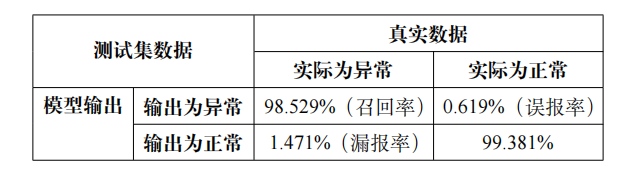 测试集数据 真实数据
实际为异常 实际为正常
模型输出 输出为异常 98.529%（召回率） 0.619%（误报率）
输出为正常 1.471%（漏报率） 99.381%